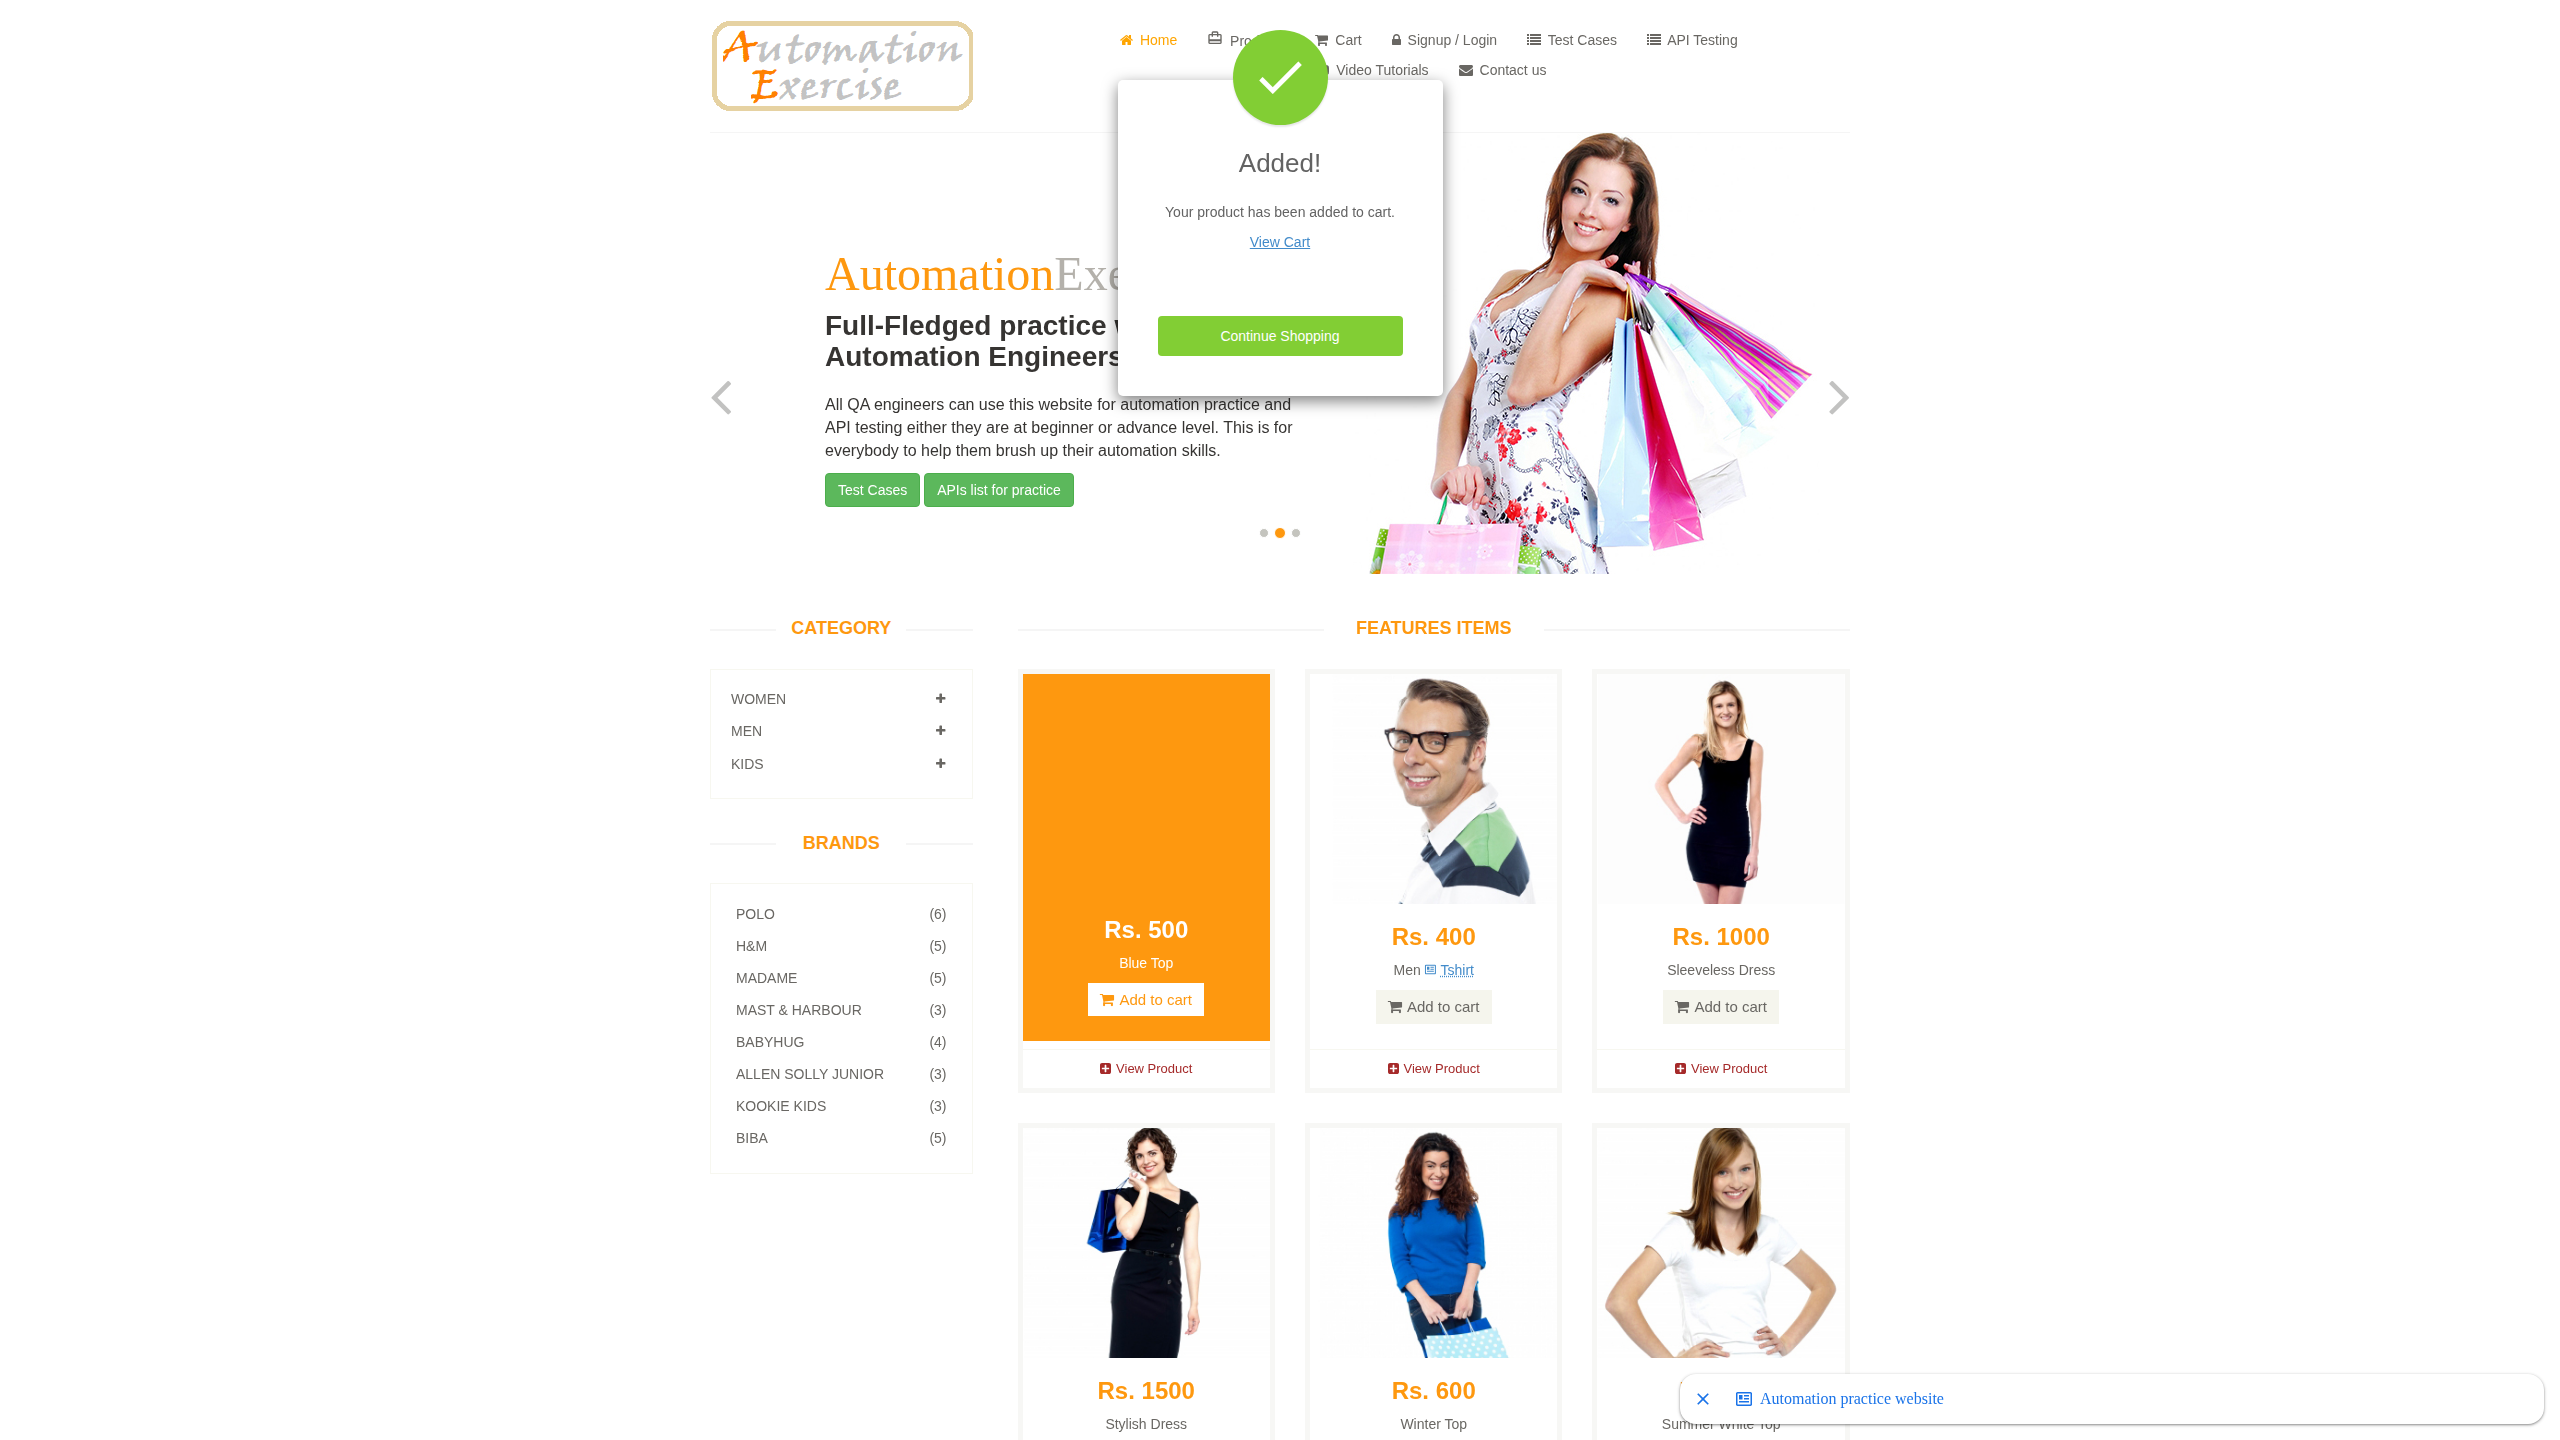 Automation
Exercise
Home
Cart
Signup / Login
Test Cases
API Testing
Video Tutorials
Contact us
Added!
Your product has been added to cart.
View Cart
Continue Shopping
Automation
Full-Fledged practice
Automation Engineers
All QA engineers can use this website for automation practice and
API testing either they are at beginner or advance level. This is for
everybody to help them brush up their automation skills.
Test Cases
APIs list for practice
CATEGORY
WOMEN
MEN
KIDS
BRANDS
POLO (6)
H&M (5)
MADAME (5)
MAST & HARBOUR (3)
BABYHUG (4)
ALLEN SOLLY JUNIOR (3)
KOOKIE KIDS (3)
BIBA (5)
FEATURES ITEMS
Rs. 500
Blue Top
Add to cart
View Product
Rs. 400
Men Tshirt
Add to cart
View Product
Rs. 1000
Sleeveless Dress
Add to cart
View Product
Rs. 1500
Stylish Dress
Rs. 600
Winter Top
Summer White Top
Automation practice website